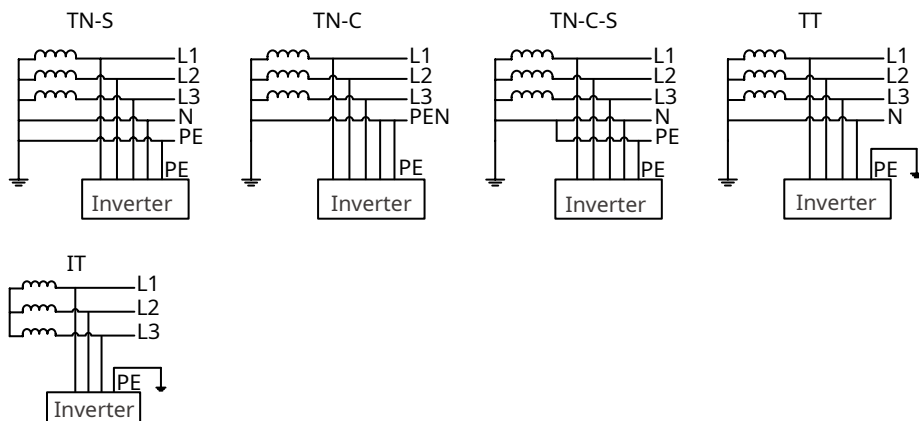 TN-S
L1
L2
L3
N
PE
PE
Inverter
TN-C
L1
L2
L3
PEN
PE
Inverter
TN-C-S
L1
L2
L3
N
PE
PE
Inverter
TT
L1
L2
L3
N
PE
Inverter
IT
L1
L2
L3
PE
Inverter